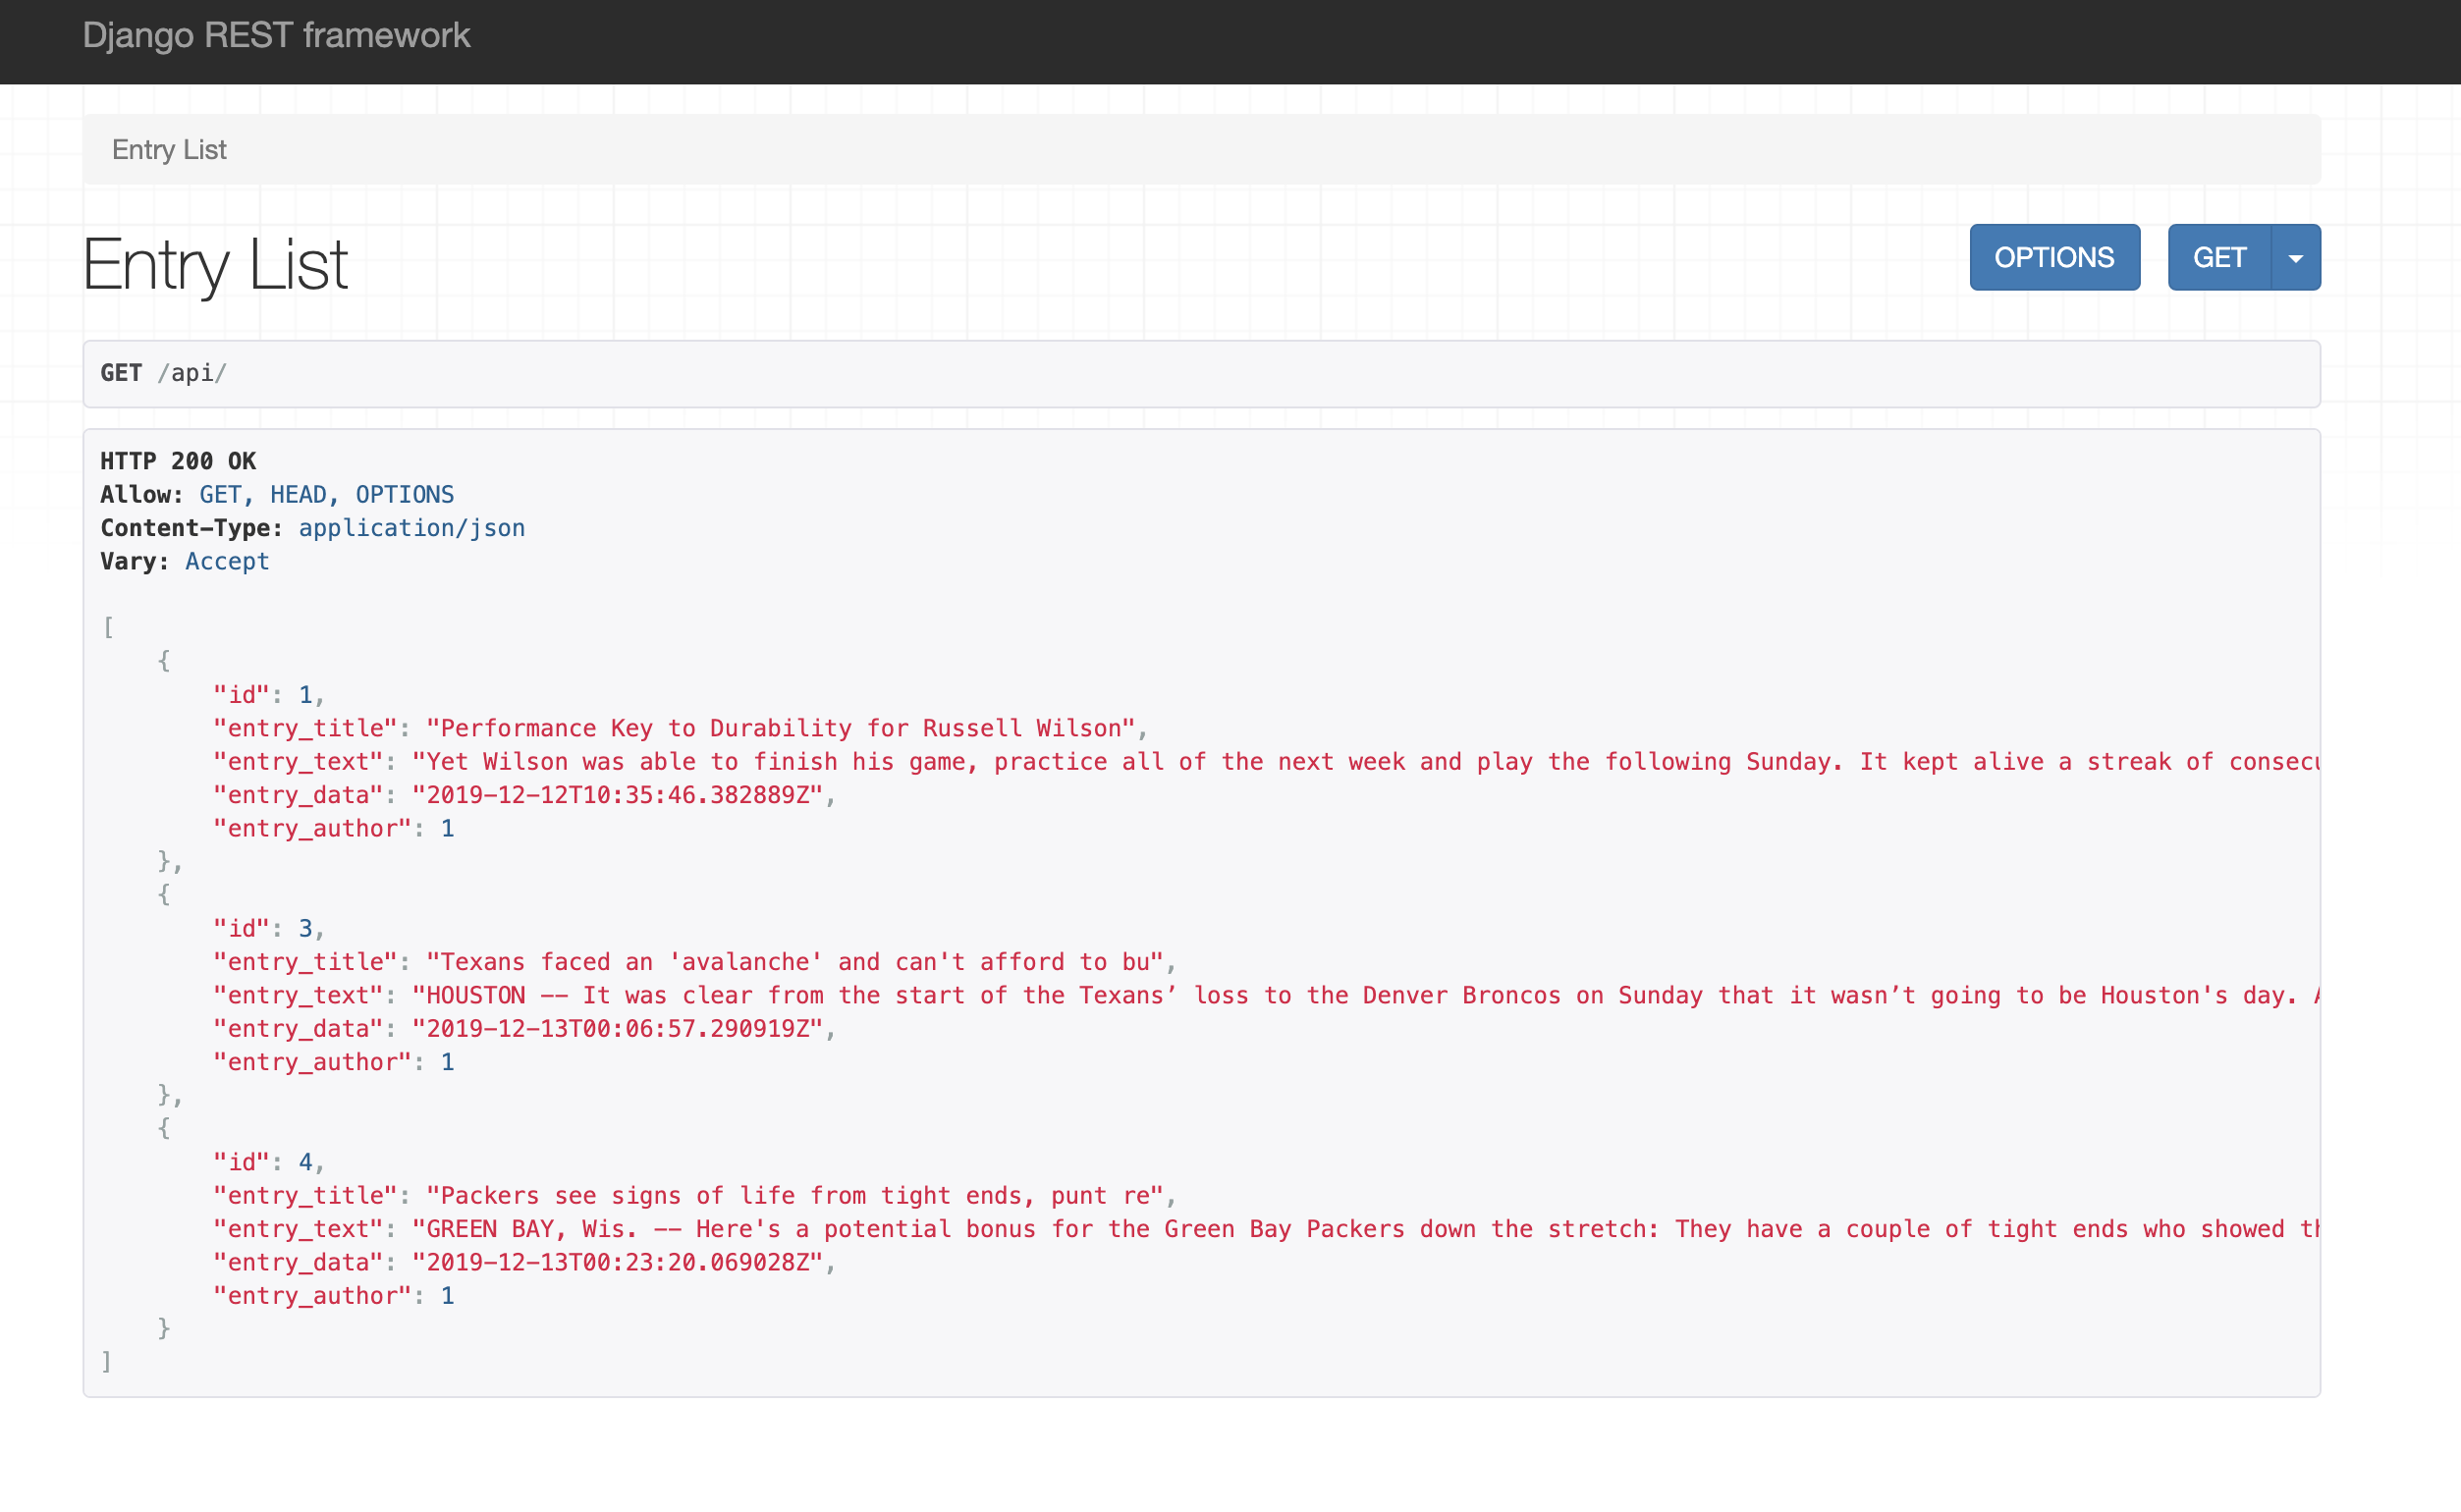 Django REST framework
Entry List
Entry List
OPTIONS GET
GET /api/
HTTP 200 OK
Allow: GET, HEAD, OPTIONS
Content-Type: application/json
Vary: Accept
[
    {
        "id": 1,
        "entry_title": "Performance Key to Durability for Russell Wilson",
        "entry_text": "Yet Wilson was able to finish his game, practice all of the next week and play the following Sunday. It kept alive a streak of
        "entry_data": "2019-12-12T10:35:46.382889Z",
        "entry_author": 1
    },
    {
        "id": 3,
        "entry_title": "Texans faced an 'avalanche' and can't afford to bu",
        "entry_text": "HOUSTON -- It was clear from the start of the Texans’ loss to the Denver Broncos on Sunday that it wasn’t going to be Houston's day.
        "entry_data": "2019-12-13T00:06:57.290919Z",
        "entry_author": 1
    },
    {
        "id": 4,
        "entry_title": "Packers see signs of life from tight ends, punt re",
        "entry_text": "GREEN BAY, Wis. -- Here's a potential bonus for the Green Bay Packers down the stretch: They have a couple of tight ends who showed
        "entry_data": "2019-12-13T00:23:20.069028Z",
        "entry_author": 1
    }
]